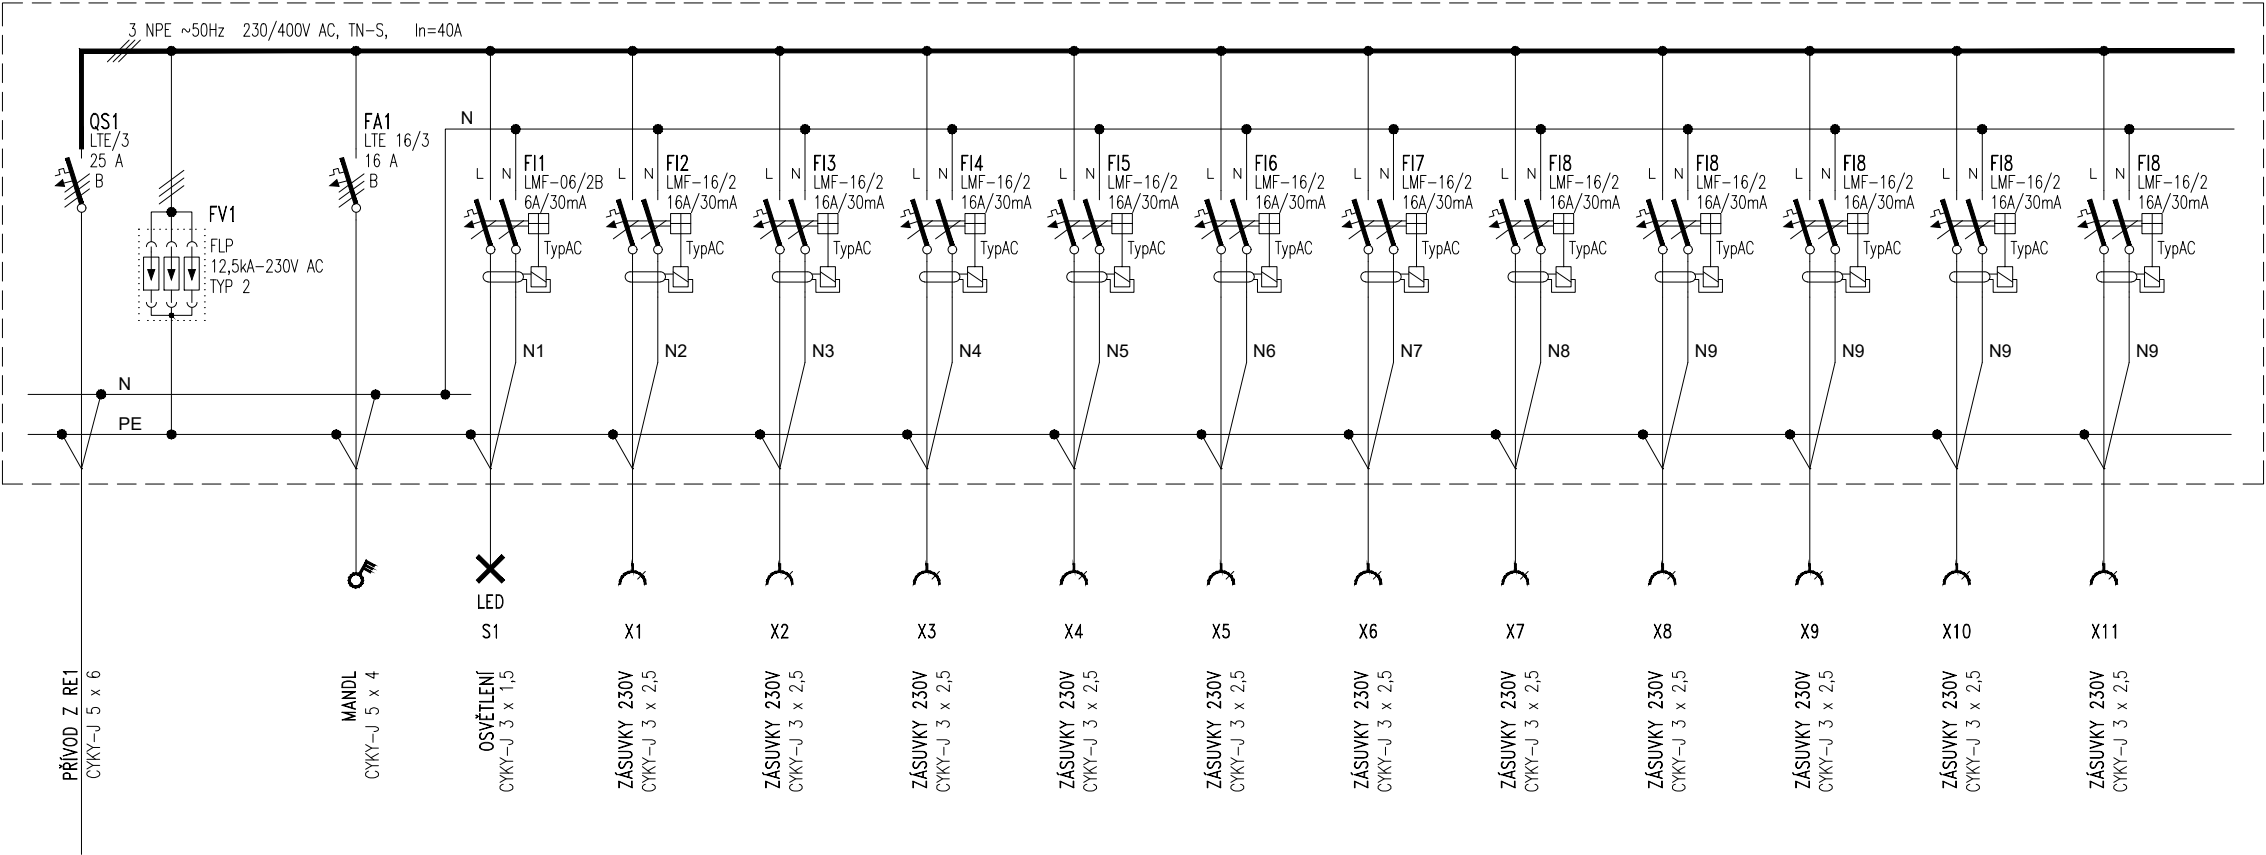 3 NPE ~50Hz 230/400V AC, TN-S, In=40A
QS1
LTE/3
25 A
B
FV1
FLP
12,5kA-230V AC
TYP 2
FA1
LTE 16/3
16 A
B
N
L N
FI1
LMF-06/2B
6A/30mA
TypAC
N1
L N
FI2
LMF-16/2
16A/30mA
TypAC
N2
L N
FI3
LMF-16/2
16A/30mA
TypAC
N3
L N
FI4
LMF-16/2
16A/30mA
TypAC
N4
L N
FI5
LMF-16/2
16A/30mA
TypAC
N5
L N
FI6
LMF-16/2
16A/30mA
TypAC
N6
L N
FI7
LMF-16/2
16A/30mA
TypAC
N7
L N
FI8
LMF-16/2
16A/30mA
TypAC
N8
L N
FI8
LMF-16/2
16A/30mA
TypAC
N9
L N
FI8
LMF-16/2
16A/30mA
TypAC
N9
L N
FI8
LMF-16/2
16A/30mA
TypAC
N9
L N
FI8
LMF-16/2
16A/30mA
TypAC
N9
N
PE
PŘÍVOD Z RE1
CYKY-J 5 x 6
MANDL
CYKY-J 5 x 4
LED
S1
OSVĚTLENÍ
CYKY-J 3 x 1,5
X1
ZÁSUVKY 230V
CYKY-J 3 x 2,5
X2
ZÁSUVKY 230V
CYKY-J 3 x 2,5
X3
ZÁSUVKY 230V
CYKY-J 3 x 2,5
X4
ZÁSUVKY 230V
CYKY-J 3 x 2,5
X5
ZÁSUVKY 230V
CYKY-J 3 x 2,5
X6
ZÁSUVKY 230V
CYKY-J 3 x 2,5
X7
ZÁSUVKY 230V
CYKY-J 3 x 2,5
X8
ZÁSUVKY 230V
CYKY-J 3 x 2,5
X9
ZÁSUVKY 230V
CYKY-J 3 x 2,5
X10
ZÁSUVKY 230V
CYKY-J 3 x 2,5
X11
ZÁSUVKY 230V
CYKY-J 3 x 2,5